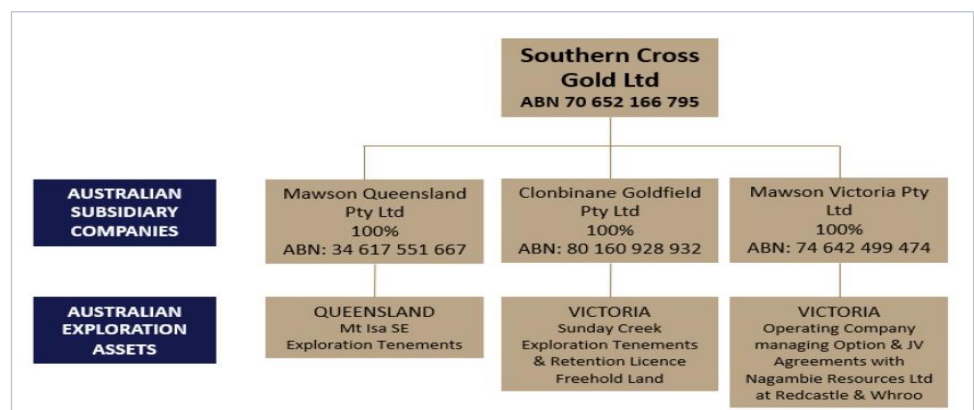 Southern Cross
Gold Ltd
ABN 70 652 166 795
AUSTRALIAN
SUBSIDIARY
COMPANIES
Mawson Queensland
Pty Ltd
100%
ABN: 34 617 551 667
Clonbinane Goldfield
Pty Ltd
100%
ABN: 80 160 928 932
Mawson Victoria Pty
Ltd
100%
ABN: 74 642 499 474
AUSTRALIAN
EXPLORATION
ASSETS
QUEENSLAND
Mt Isa SE
Exploration Tenements
VICTORIA
Sunday Creek
Exploration Tenements
& Retention Licence
Freehold Land
VICTORIA
Operating Company
managing Option & JV
Agreements with
Nagambie Resources Ltd
at Redcastle & Whroo